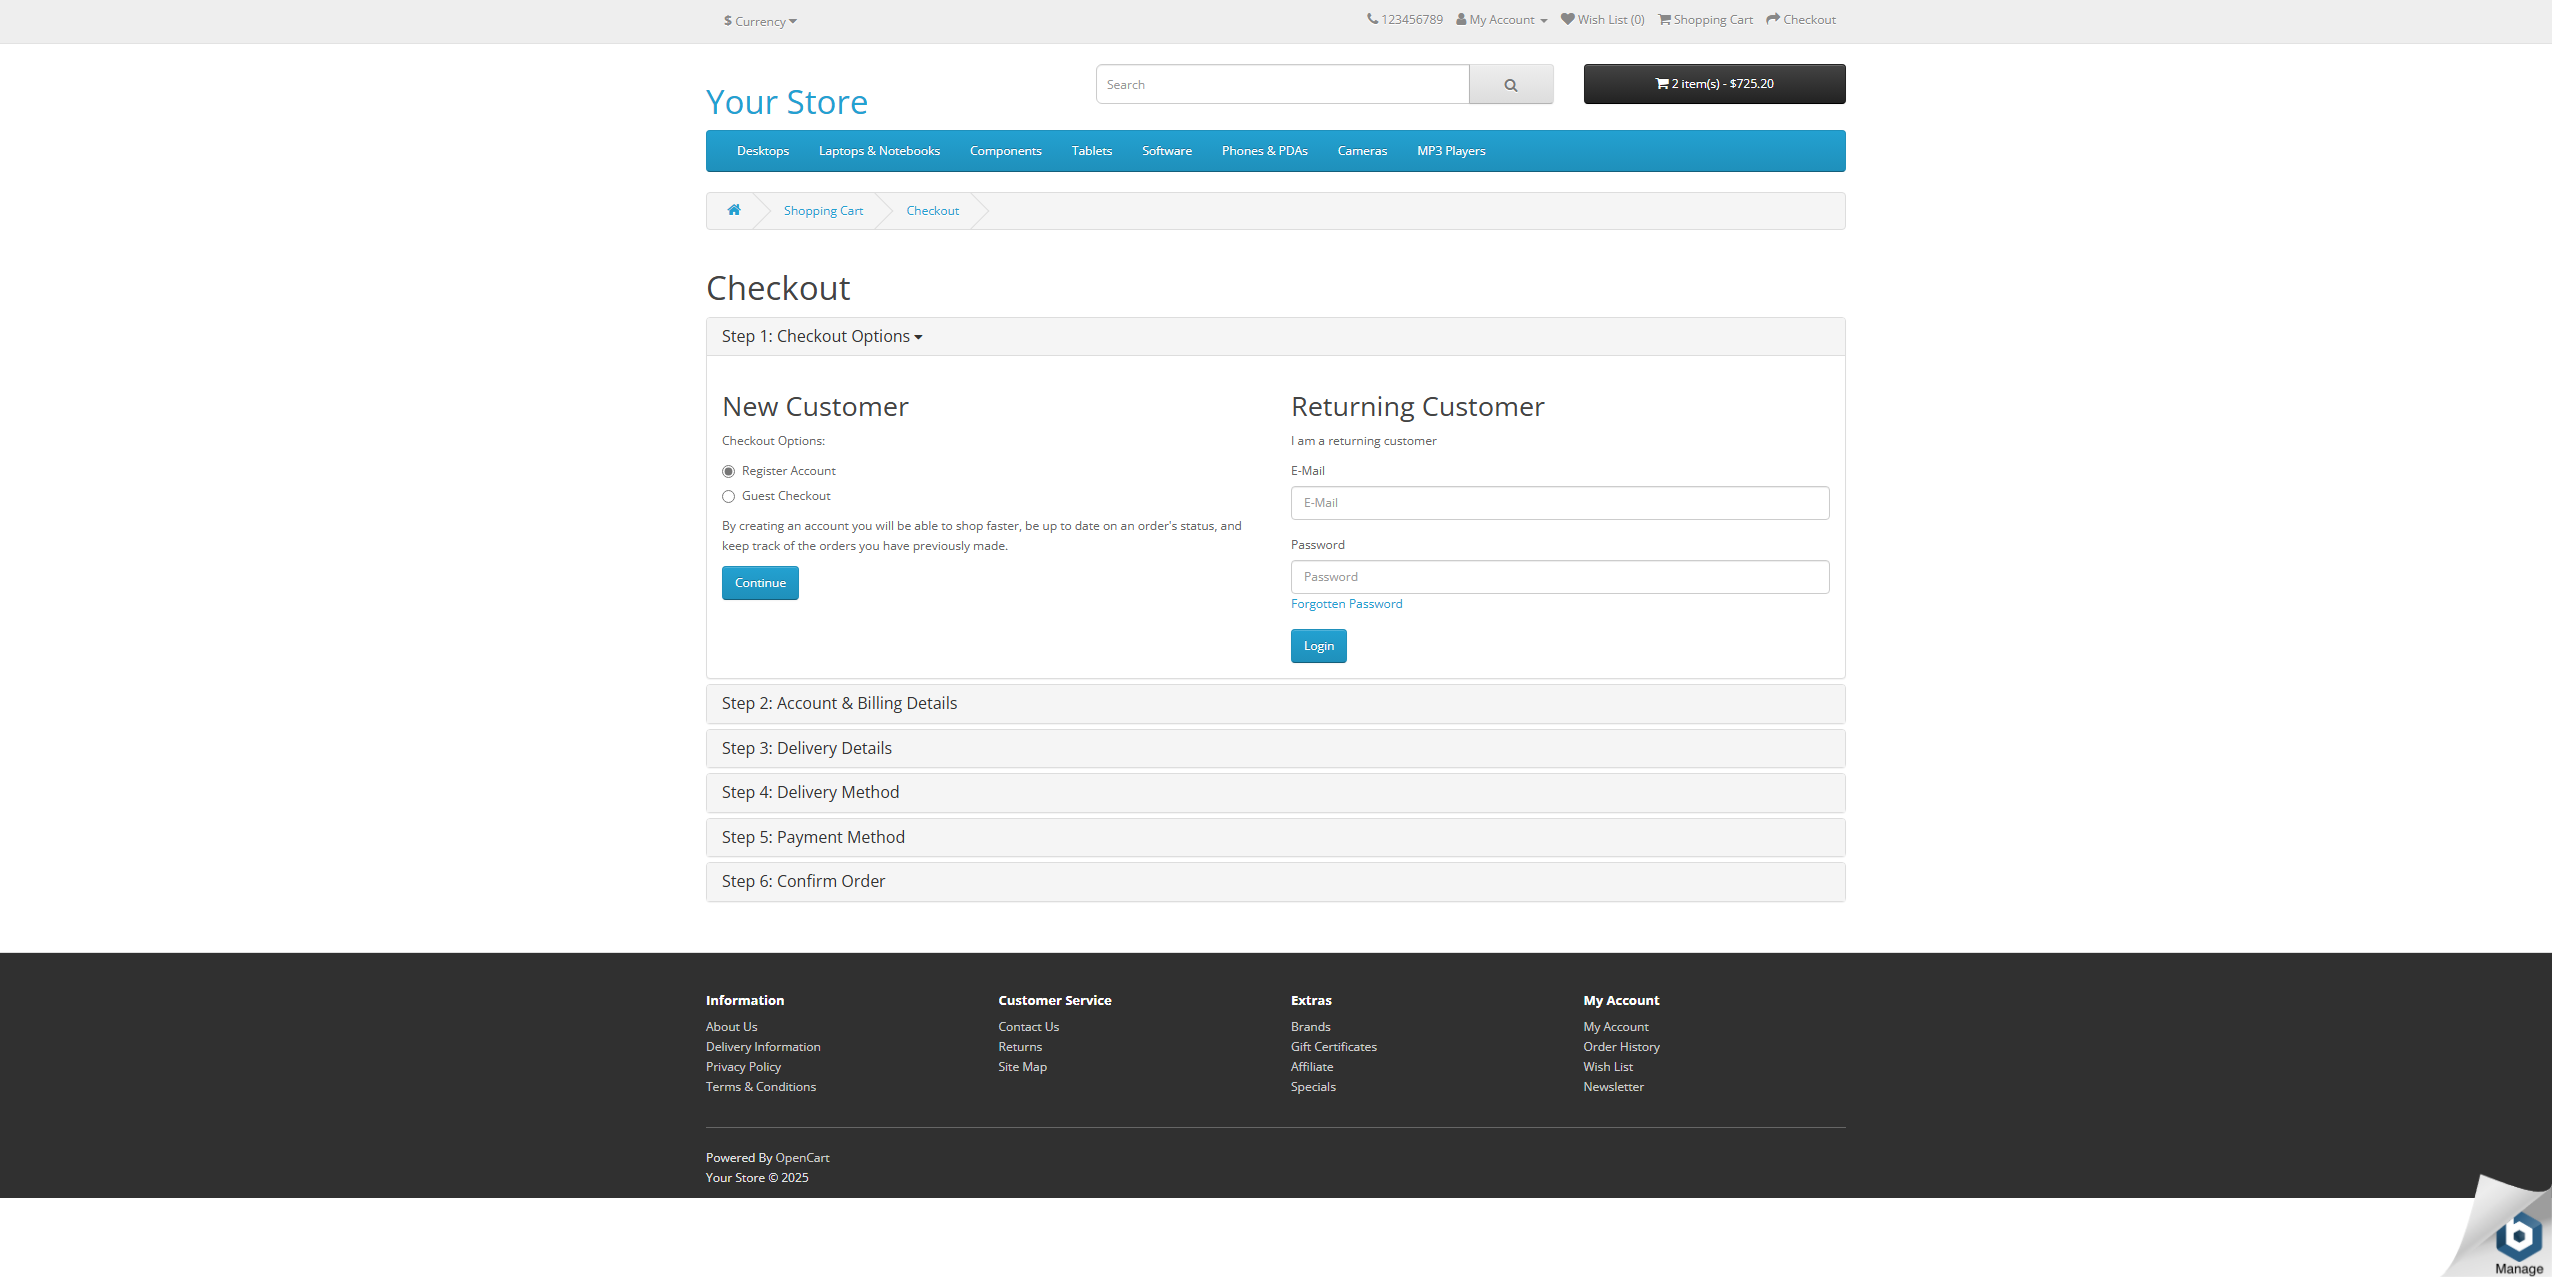 $ Currency
123456789 My Account Wish List (0) Shopping Cart Checkout
Your Store
Search
2 item(s) - $725.20
Desktops Laptops & Notebooks Components Tablets Software Phones & PDAs Cameras MP3 Players
Shopping Cart Checkout
Checkout
Step 1: Checkout Options
New Customer
Checkout Options:
Register Account
Guest Checkout
By creating an account you will be able to shop faster, be up to date on an order's status, and
keep track of the orders you have previously made.
Continue
Returning Customer
I am a returning customer
E-Mail
E-Mail
Password
Password
Forgotten Password
Login
Step 2: Account & Billing Details
Step 3: Delivery Details
Step 4: Delivery Method
Step 5: Payment Method
Step 6: Confirm Order
Information
About Us
Delivery Information
Privacy Policy
Terms & Conditions
Customer Service
Contact Us
Returns
Site Map
Extras
Brands
Gift Certificates
Affiliate
Specials
My Account
My Account
Order History
Wish List
Newsletter
Powered By OpenCart
Your Store © 2025
Manage